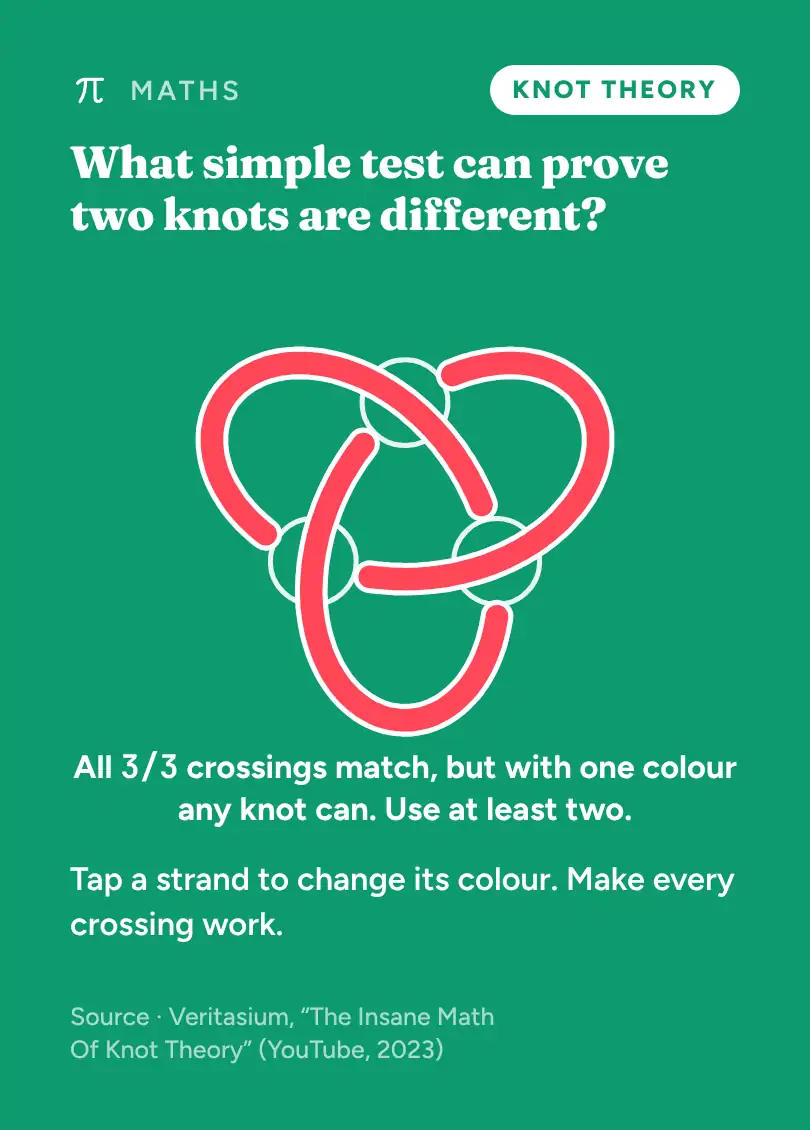 π MATHS
KNOT THEORY
What simple test can prove
two knots are different?
All 3/3 crossings match, but with one colour
any knot can. Use at least two.
Tap a strand to change its colour. Make every
crossing work.
Source · Veritasium, “The Insane Math
Of Knot Theory” (YouTube, 2023)